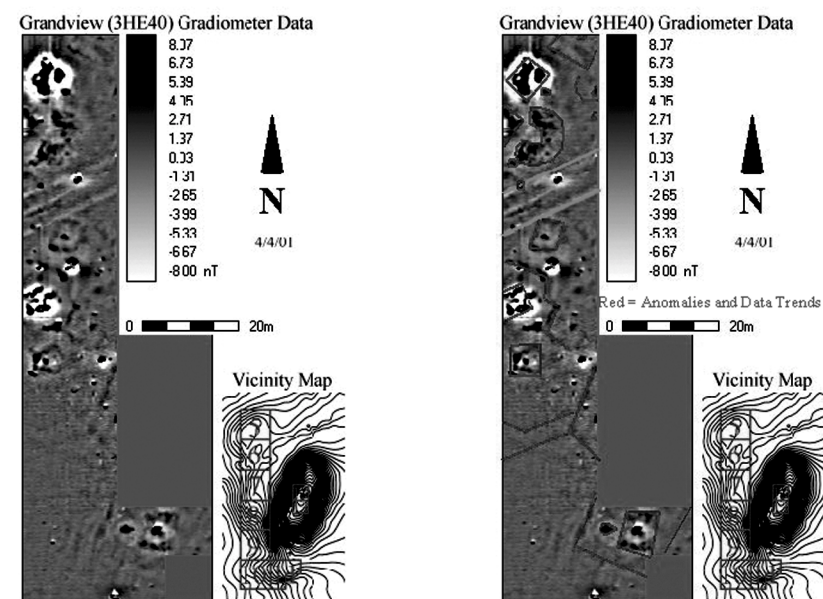 Grandview (3HE40) Gradiometer Data
8.07
6.73
5.39
4.05
2.71
1.37
0.03
-1.31
-2.65
-3.99
-5.33
-6.67
-8.00 nT
N
4/4/01
0 20m
Vicinity Map
Grandview (3HE40) Gradiometer Data
8.07
6.73
5.39
4.05
2.71
1.37
0.03
-1.31
-2.65
-3.99
-5.33
-6.67
-8.00 nT
N
4/4/01
Red = Anomalies and Data Trends
0 20m
Vicinity Map